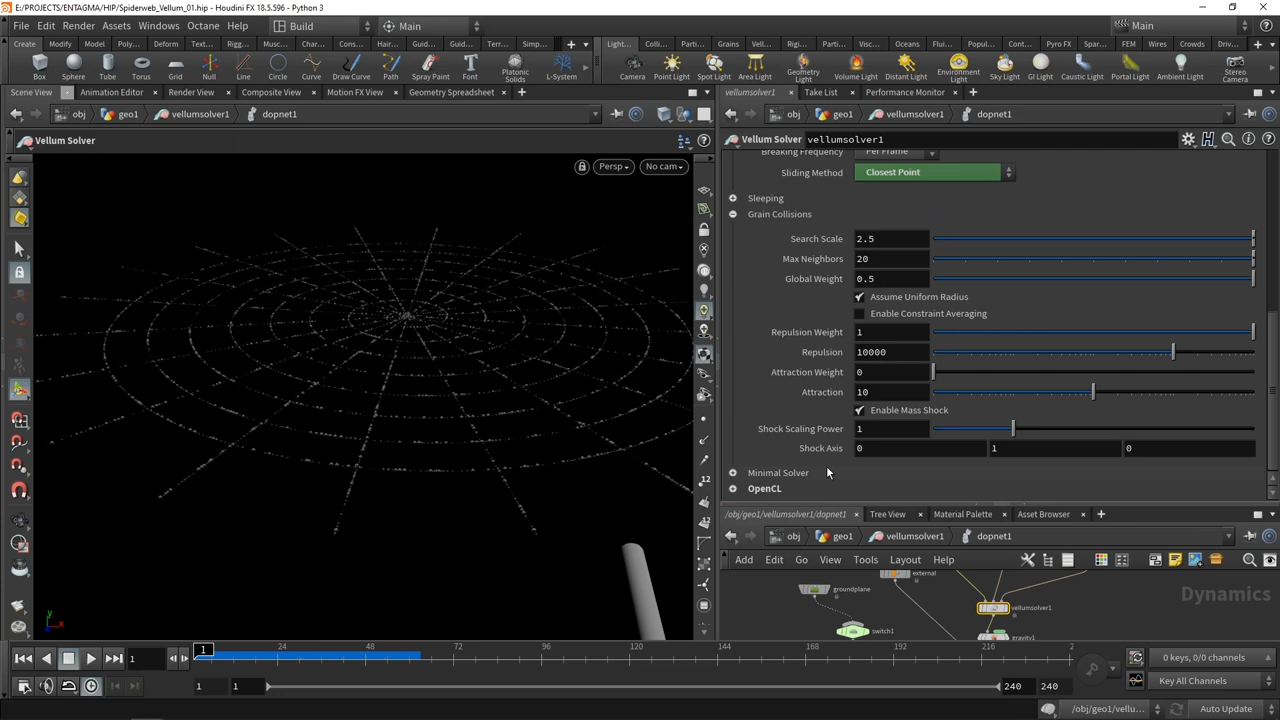 E:/PROJECTS/ENTAGMA/HIP/Spiderweb_Vellum_01.hip - Houdini FX 18.5.596 - Python 3
File Edit Render Assets Windows Octane Help Build Main Main
Create Modify Model Poly... Deform Textu... Rigg... Musc... Char... Cons... Hair... Guid... Guid... Terr... Simp... Light... Colli... Parti... Grains Vell... Rigi... Parti... Visc... Oceans Flui... Popul... Cont... Pyro FX Spar... FEM Wires Crowds Driv...
Box Sphere Tube Torus Grid Null Line Circle Curve Draw Curve Path Spray Paint Font Platonic Solids L-System Camera Point Light Spot Light Area Light Geometry Light Volume Light Distant Light Environment Light Sky Light GI Light Caustic Light Portal Light Ambient Light Stereo Camera
Scene View Animation Editor Render View Composite View Motion FX View Geometry Spreadsheet vellumsolver1 Take List Performance Monitor
obj geo1 vellumsolver1 dopnet1 obj geo1 vellumsolver1 dopnet1
Vellum Solver Vellum Solver vellumsolver1
Breaking Frequency Per Frame
Persp No cam
Sliding Method Closest Point
Sleeping
Grain Collisions
Search Scale 2.5
Max Neighbors 20
Global Weight 0.5
Assume Uniform Radius
Enable Constraint Averaging
Repulsion Weight 1
Repulsion 10000
Attraction Weight 0
Attraction 10
Enable Mass Shock
Shock Scaling Power 1
Shock Axis 0 1 0
Minimal Solver
OpenCL
12
12
/obj/geo1/vellumsolver1/dopnet1 Tree View Material Palette Asset Browser
obj geo1 vellumsolver1 dopnet1
Add Edit Go View Tools Layout Help
external
groundplane
vellumsolver1
switch1
gravity1
Dynamics
y
x
1 1 24 48 72 96 120 144 168 192 216 2
0 keys, 0/0 channels
1 1 240 240 Key All Channels
/obj/geo1/vellu... Auto Update